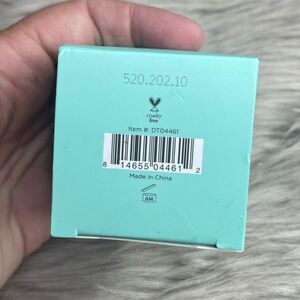 520.202.10
cruelty
free
Item #: DT04461
8 14655 04461 2
Made in China
6M